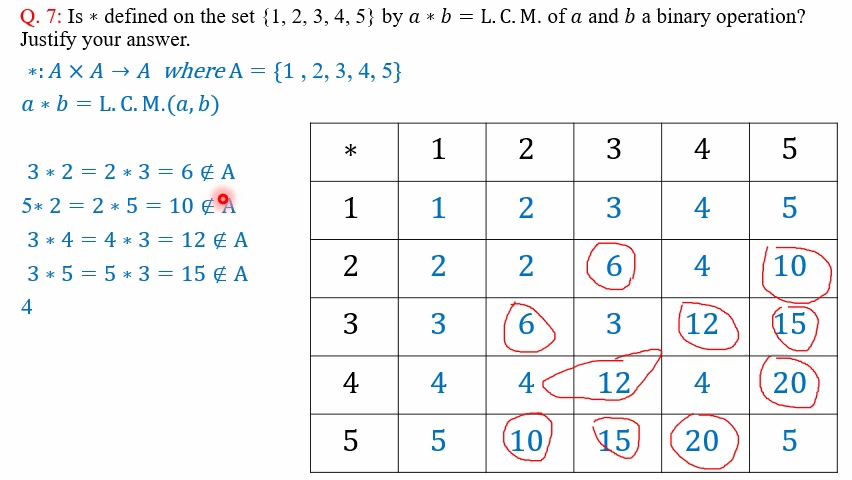 Q. 7: Is ∗ defined on the set {1, 2, 3, 4, 5} by a ∗ b = L. C. M. of a and b a binary operation?
Justify your answer.
∗: A × A → A where A = {1 , 2, 3, 4, 5}
a ∗ b = L. C. M.(a, b)
3 ∗ 2 = 2 ∗ 3 = 6 ∉ A
5∗ 2 = 2 ∗ 5 = 10 ∉ A
3 ∗ 4 = 4 ∗ 3 = 12 ∉ A
3 ∗ 5 = 5 ∗ 3 = 15 ∉ A
4
∗ 1 2 3 4 5
1 1 2 3 4 5
2 2 2 6 4 10
3 3 6 3 12 15
4 4 4 12 4 20
5 5 10 15 20 5